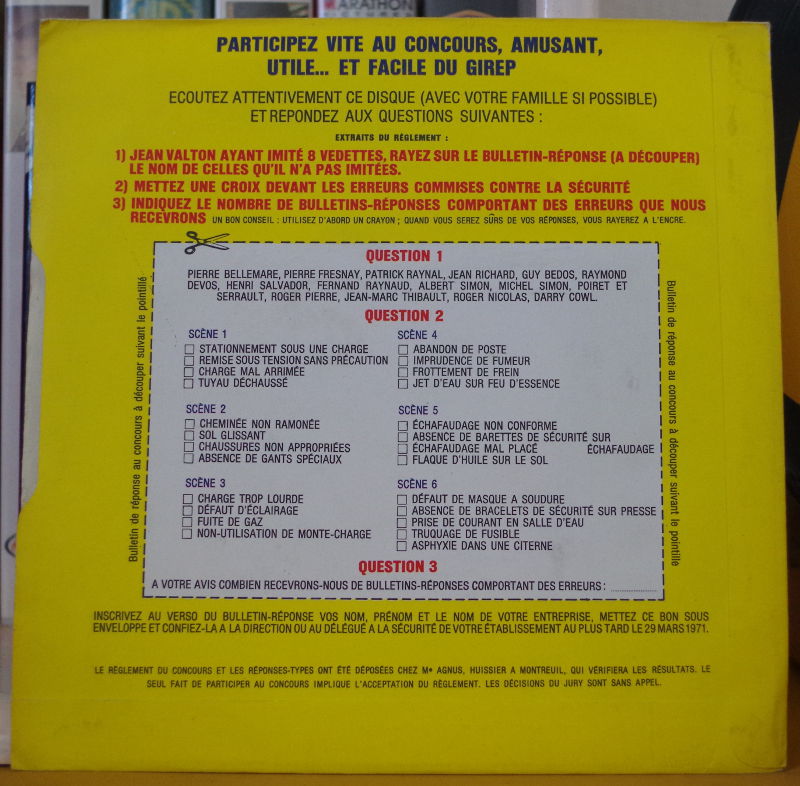 ARATHON
PARTICIPEZ VITE AU CONCOURS, AMUSANT,
UTILE... ET FACILE DU GIREP
ECOUTEZ ATTENTIVEMENT CE DISQUE (AVEC VOTRE FAMILLE SI POSSIBLE)
ET REPONDEZ AUX QUESTIONS SUIVANTES :
EXTRAITS DU RÈGLEMENT :
1) JEAN VALTON AYANT IMITÉ 8 VEDETTES, RAYEZ SUR LE BULLETIN-RÉPONSE (A DÉCOUPER)
LE NOM DE CELLES QU'IL N'A PAS IMITÉES.
2) METTEZ UNE CROIX DEVANT LES ERREURS COMMISES CONTRE LA SÉCURITÉ
3) INDIQUEZ LE NOMBRE DE BULLETINS-RÉPONSES COMPORTANT DES ERREURS QUE NOUS
RECEVRONS UN BON CONSEIL : UTILISEZ D'ABORD UN CRAYON ; QUAND VOUS SEREZ SÛRS DE VOS RÉPONSES, VOUS RAYEREZ A L'ENCRE.
Bulletin de réponse au concours à découper suivant le pointillé
QUESTION 1
PIERRE BELLEMARE, PIERRE FRESNAY, PATRICK RAYNAL, JEAN RICHARD, GUY BEDOS, RAYMOND
DEVOS, HENRI SALVADOR, FERNAND RAYNAUD, ALBERT SIMON, MICHEL SIMON, POIRET ET
SERRAULT, ROGER PIERRE, JEAN-MARC THIBAULT, ROGER NICOLAS, DARRY COWL.
QUESTION 2
SCÈNE 1
STATIONNEMENT SOUS UNE CHARGE
REMISE SOUS TENSION SANS PRÉCAUTION
CHARGE MAL ARRIMÉE
TUYAU DÉCHAUSSÉ
SCÈNE 2
CHEMINÉE NON RAMONÉE
SOL GLISSANT
CHAUSSURES NON APPROPRIÉES
ABSENCE DE GANTS SPÉCIAUX
SCÈNE 3
CHARGE TROP LOURDE
DÉFAUT D'ÉCLAIRAGE
FUITE DE GAZ
NON-UTILISATION DE MONTE-CHARGE
SCÈNE 4
ABANDON DE POSTE
IMPRUDENCE DE FUMEUR
FROTTEMENT DE FREIN
JET D'EAU SUR FEU D'ESSENCE
SCÈNE 5
ÉCHAFAUDAGE NON CONFORME
ABSENCE DE BARETTES DE SÉCURITÉ SUR
ÉCHAFAUDAGE MAL PLACÉ ÉCHAFAUDAGE
FLAQUE D'HUILE SUR LE SOL
SCÈNE 6
DÉFAUT DE MASQUE A SOUDURE
ABSENCE DE BRACELETS DE SÉCURITÉ SUR PRESSE
PRISE DE COURANT EN SALLE D'EAU
TRUQUAGE DE FUSIBLE
ASPHYXIE DANS UNE CITERNE
QUESTION 3
A VOTRE AVIS COMBIEN RECEVRONS-NOUS DE BULLETINS-RÉPONSES COMPORTANT DES ERREURS : ..............
Bulletin de réponse au concours à découper suivant le pointillé
INSCRIVEZ AU VERSO DU BULLETIN-RÉPONSE VOS NOM, PRÉNOM ET LE NOM DE VOTRE ENTREPRISE, METTEZ CE BON SOUS
ENVELOPPE ET CONFIEZ-LA A LA DIRECTION OU AU DÉLÉGUÉ A LA SÉCURITÉ DE VOTRE ÉTABLISSEMENT AU PLUS TARD LE 29 MARS 1971.
LE RÈGLEMENT DU CONCOURS ET LES RÉPONSES-TYPES ONT ÉTÉ DÉPOSÉES CHEZ Mᵉ AGNUS, HUISSIER A MONTREUIL, QUI VÉRIFIERA LES RÉSULTATS. LE
SEUL FAIT DE PARTICIPER AU CONCOURS IMPLIQUE L'ACCEPTATION DU RÈGLEMENT. LES DÉCISIONS DU JURY SONT SANS APPEL.